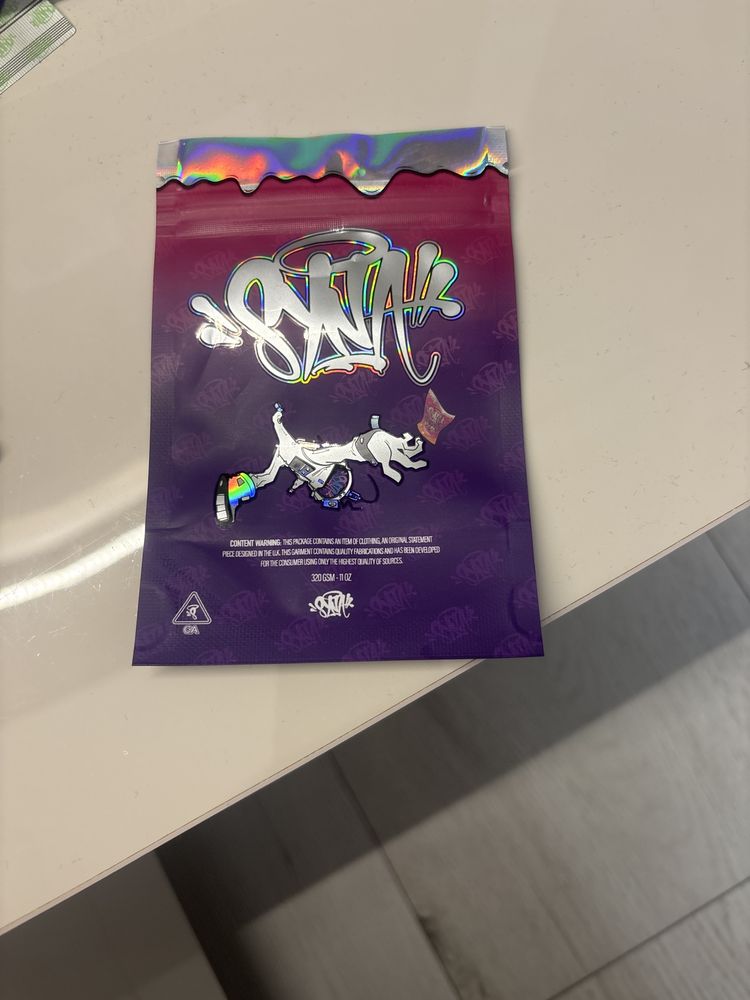 SYNA
CONTENT WARNING: THIS PACKAGE CONTAINS AN ITEM OF CLOTHING, AN ORIGINAL STATEMENT
PIECE DESIGNED IN THE U.K. THIS GARMENT CONTAINS QUALITY FABRICATIONS AND HAS BEEN DEVELOPED
FOR THE CONSUMER USING ONLY THE HIGHEST QUALITY OF SOURCES.
320 GSM - 11 OZ
SYNA
CA